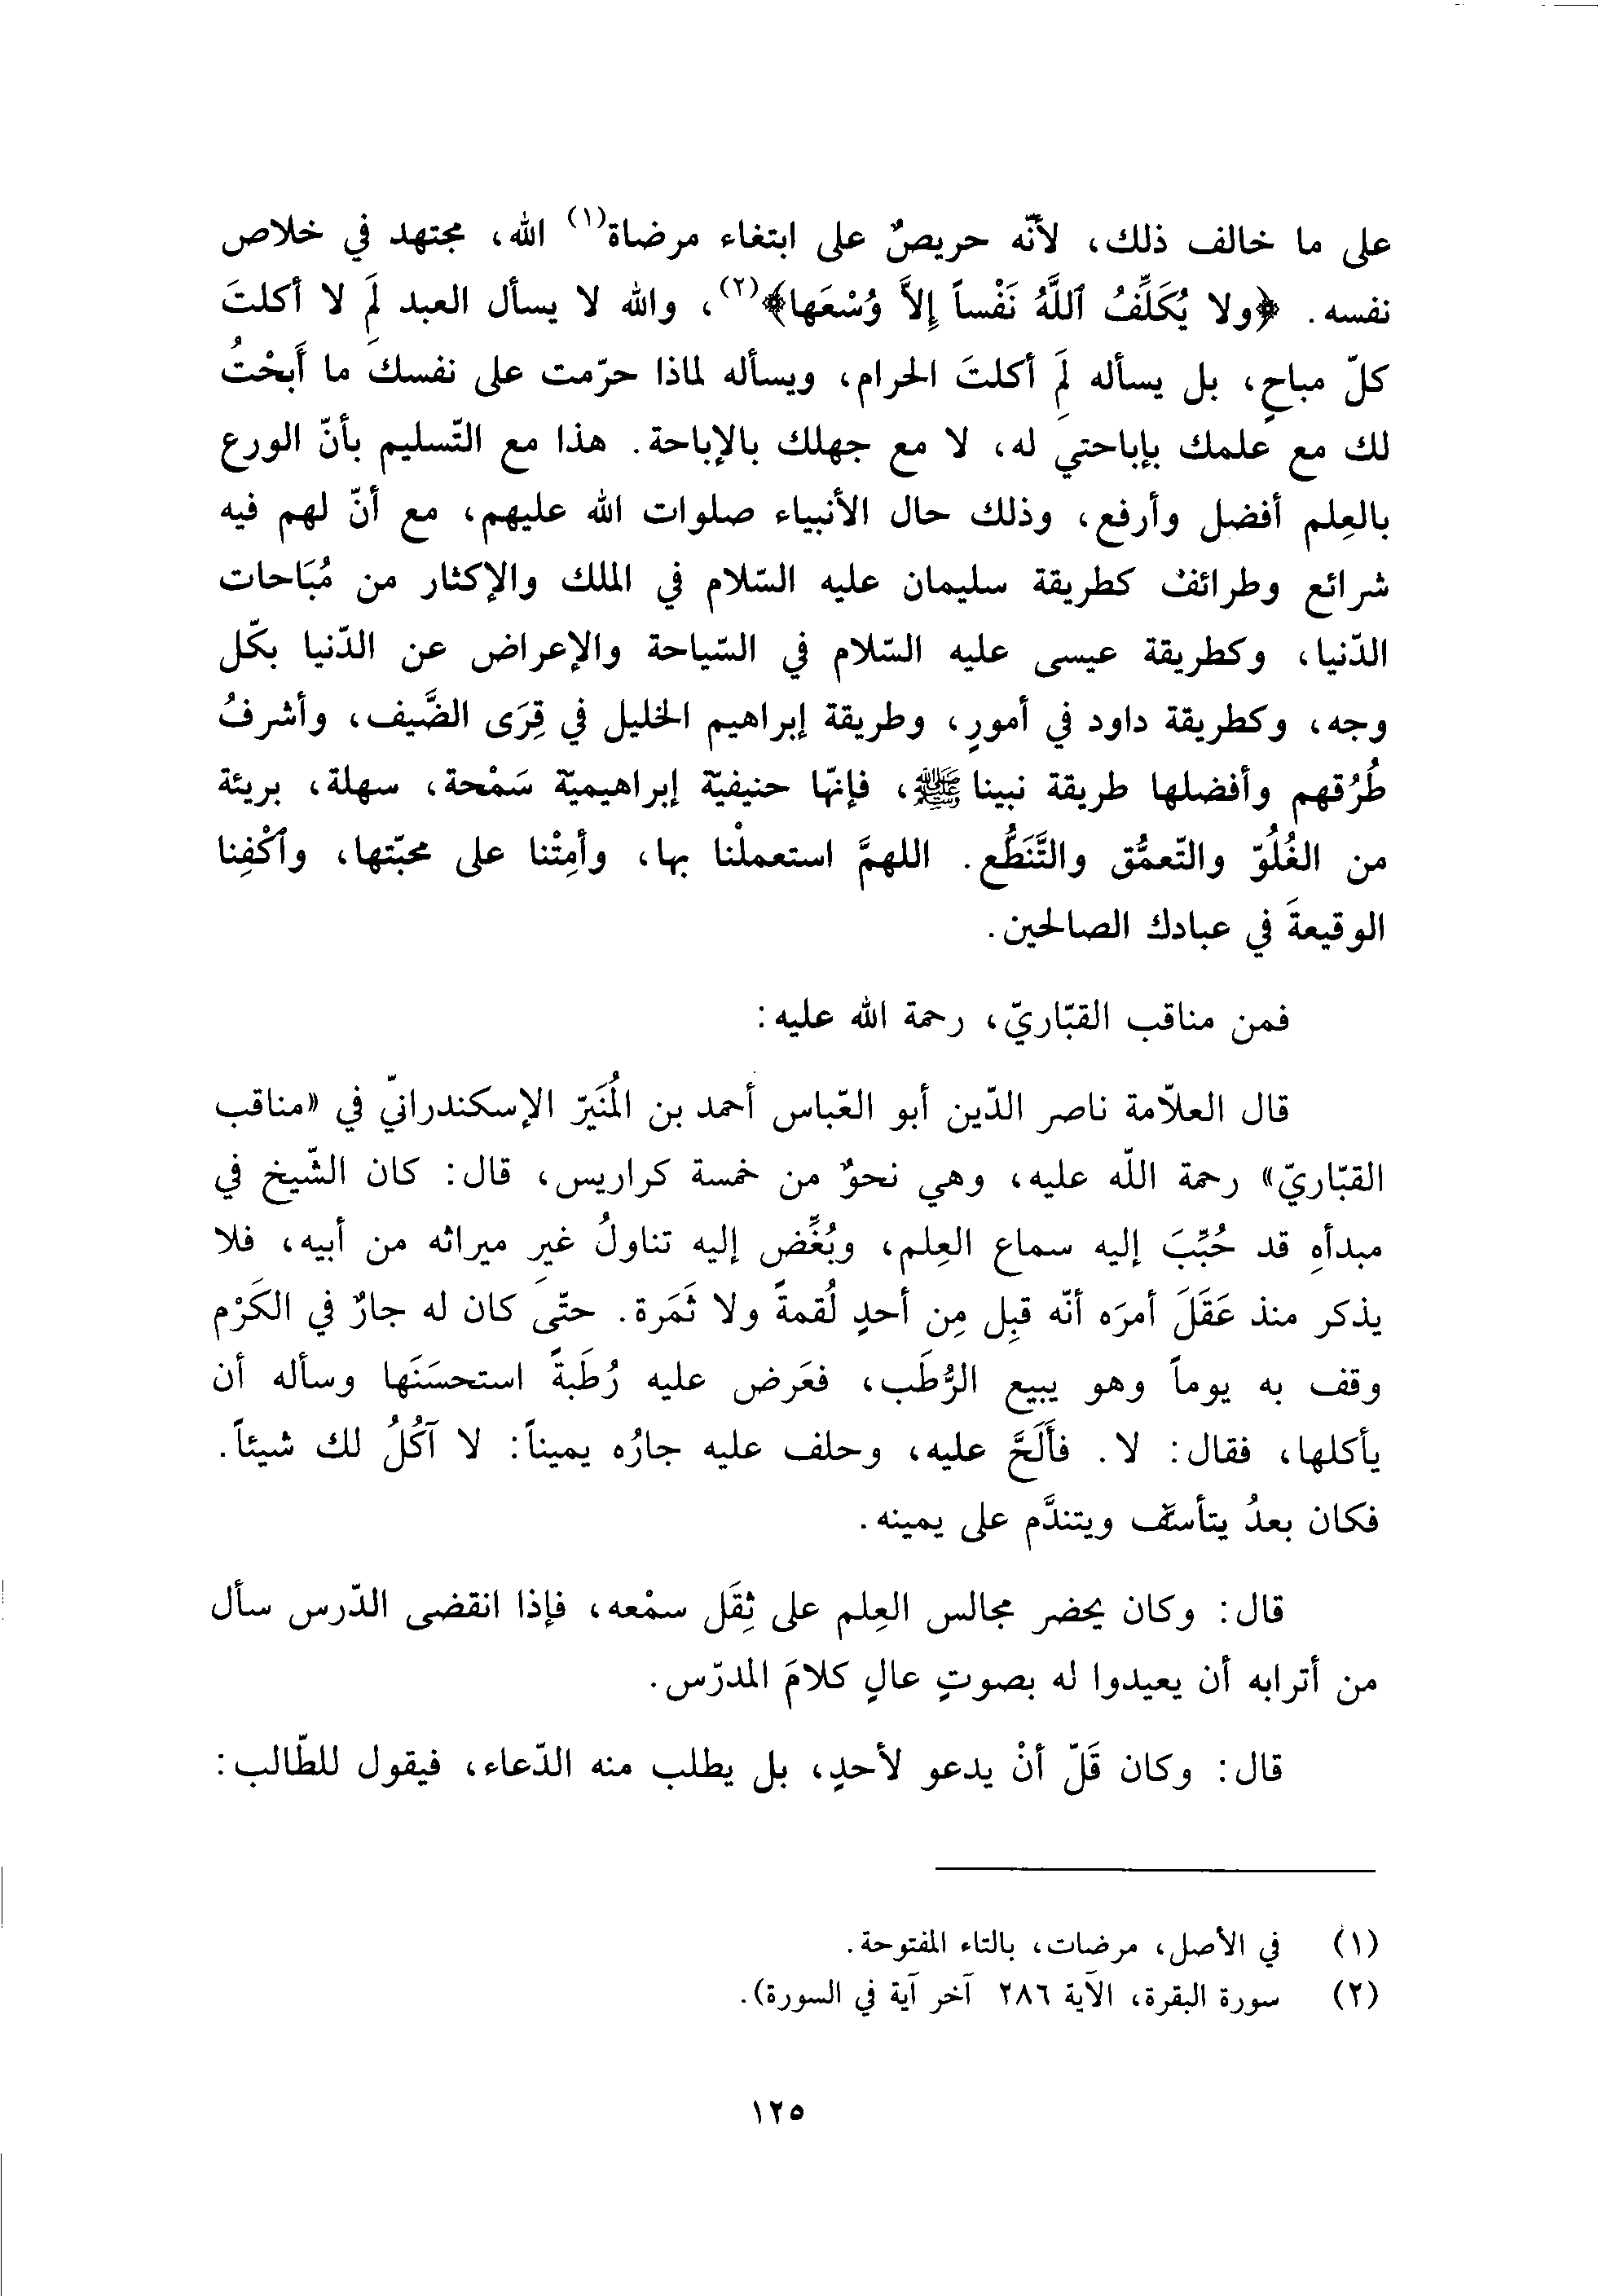 على ما خالف ذلك، لأنّه حريصٌ على ابتغاء مرضاة(١) الله، مجتهد في خلاص
نفسه. ﴿ولا يُكَلِّفُ ٱللَّهُ نَفْساً إِلاَّ وُسْعَها﴾(٢)، والله لا يسأل العبد لَمِ لا أكلتَ
كلّ مباحٍ، بل يسأله لَمِ أكلتَ الحرام، ويسأله لماذا حرّمت على نفسك ما أَبحْتُ
لك مع علمك بإباحتي له، لا مع جهلك بالإباحة. هذا مع التّسليم بأنّ الورع
بالعِلم أفضل وأرفع، وذلك حال الأنبياء صلوات الله عليهم، مع أنّ لهم فيه
شرائع وطرائفُ كطريقة سليمان عليه السّلام في الملك والإكثار من مُبَاحات
الدّنيا، وكطريقة عيسى عليه السّلام في السّياحة والإعراض عن الدّنيا بكّل
وجه، وكطريقة داود في أمورٍ، وطريقة إبراهيم الخليل في قِرَى الضَّيف، وأشرفُ
طُرُقهم وأفضلها طريقة نبينا ﷺ، فإنّها حنيفيّة إبراهيميّة سَمْحة، سهلة، بريئة
من الغُلُوّ والتّعمُّق والتَّنَطُّع. اللهمَّ استعملْنا بها، وأمِتْنا على محبّتها، وٱكْفِنا
الوقيعةَ في عبادك الصالحين.
فمن مناقب القبّاريّ، رحمة الله عليه:
قال العلاّمة ناصر الدّين أبو العّباس أحمد بن المُنَيرّ الإسكندرانيّ في «مناقب
القبّاريّ» رحمة اللّه عليه، وهي نحوٌ من خمسة كراريس، قال: كان الشّيخ في
مبدأهِ قد حُبِّبَ إليه سماع العِلم، وبُغِّض إليه تناولُ غيرِ ميراثه من أبيه، فلا
يذكر منذ عَقَلَ أمرَه أنّه قبِل مِن أحدٍ لُقمةً ولا ثَمَرة. حتّى كان له جارٌ في الكَرْم
وقف به يوماً وهو يبيع الرُّطَب، فعَرض عليه رُطَبةً استحسَنَها وسأله أن
يأكلها، فقال: لا. فأَلَحَّ عليه، وحلف عليه جارُه يميناً: لا آكُلُ لك شيئاً.
فكان بعدُ يتأسَّف ويتندَّم على يمينه.
قال: وكان يحضر مجالس العِلم على ثِقَل سمْعه، فإذا انقضى الدّرس سأل
من أترابه أن يعيدوا له بصوتٍ عالٍ كلامَ المدرّس.
قال: وكان قَلّ أنْ يدعو لأحدٍ، بل يطلب منه الدّعاء، فيقول للطّالب:
(١) في الأصل، مرضات، بالتاء المفتوحة.
(٢) سورة البقرة، الآية ٢٨٦ آخر آية في السورة).
١٢٥